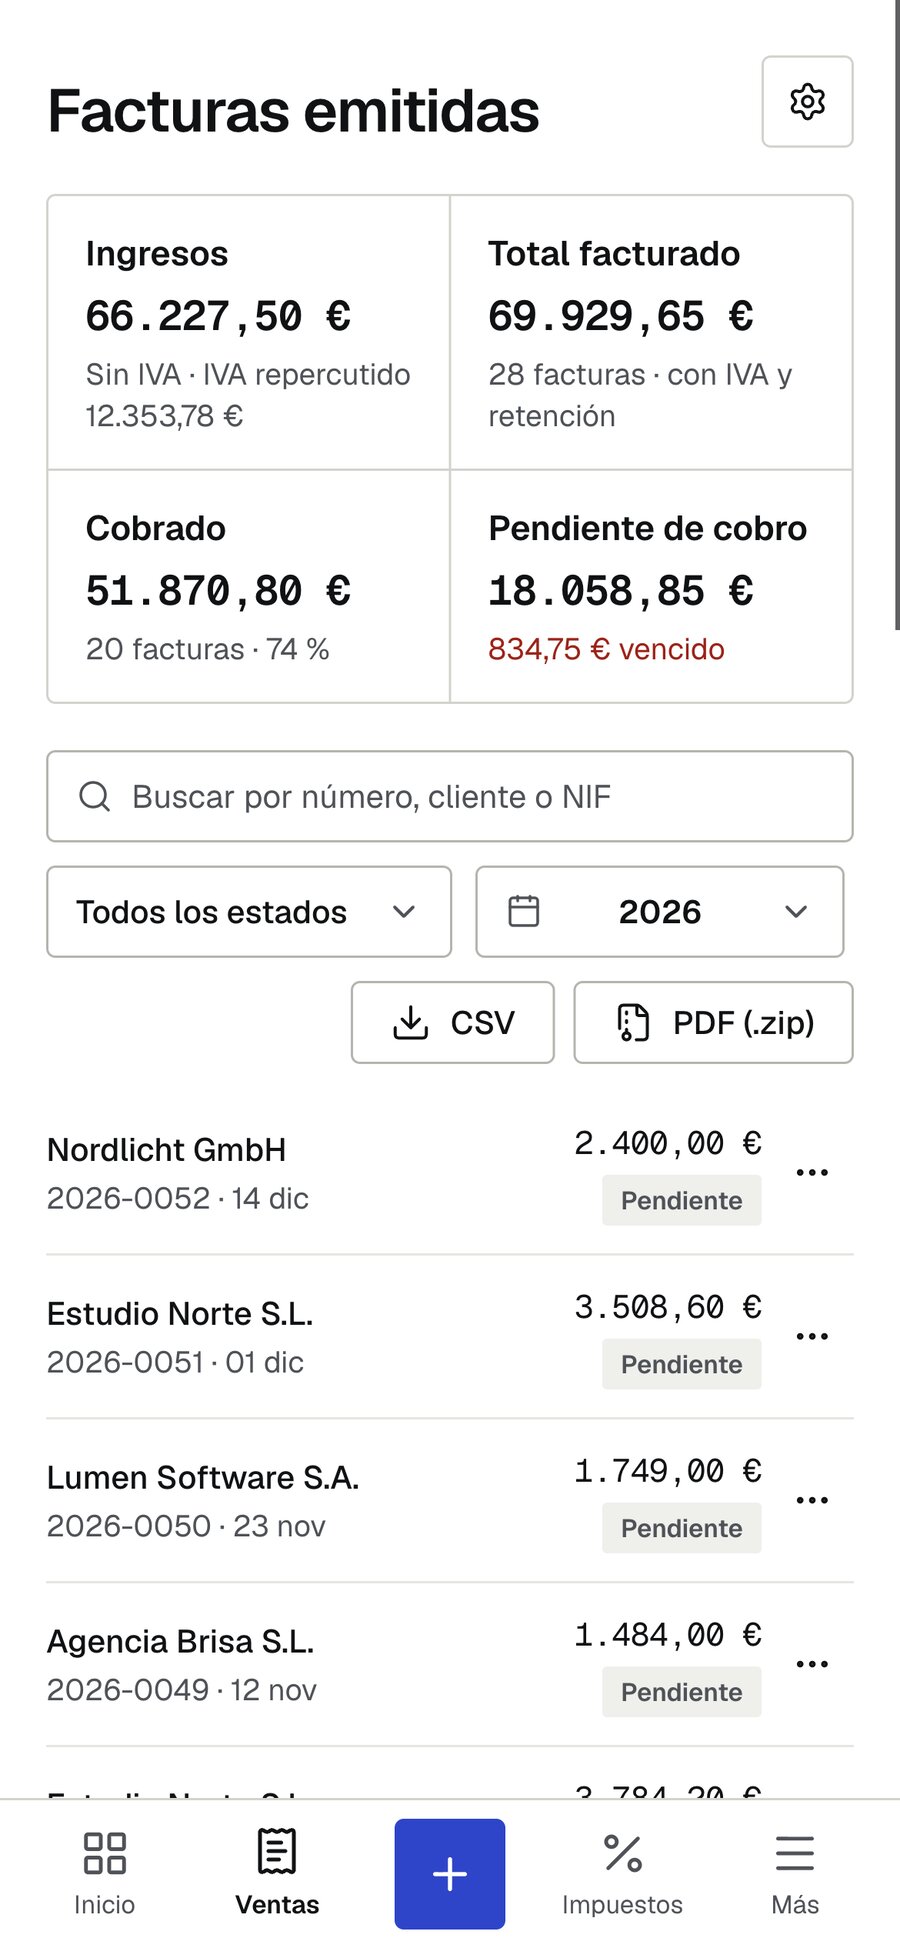 Facturas emitidas
Ingresos
66.227,50 €
Sin IVA · IVA repercutido
12.353,78 €
Total facturado
69.929,65 €
28 facturas · con IVA y
retención
Cobrado
51.870,80 €
20 facturas · 74 %
Pendiente de cobro
18.058,85 €
834,75 € vencido
Buscar por número, cliente o NIF
Todos los estados
2026
CSV
PDF (.zip)
Nordlicht GmbH
2.400,00 €
2026-0052 · 14 dic
Pendiente
Estudio Norte S.L.
3.508,60 €
2026-0051 · 01 dic
Pendiente
Lumen Software S.A.
1.749,00 €
2026-0050 · 23 nov
Pendiente
Agencia Brisa S.L.
1.484,00 €
2026-0049 · 12 nov
Pendiente
Inicio
Ventas
Impuestos
Más